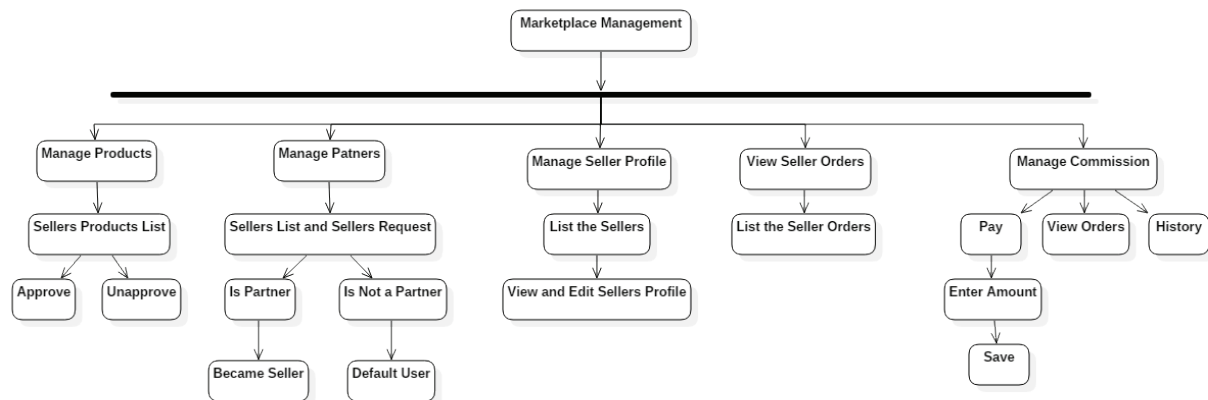 Marketplace Management
Manage Products
Manage Patners
Manage Seller Profile
View Seller Orders
Manage Commission
Sellers Products List
Sellers List and Sellers Request
List the Sellers
List the Seller Orders
Pay
View Orders
History
Approve
Unapprove
Is Partner
Is Not a Partner
View and Edit Sellers Profile
Enter Amount
Became Seller
Default User
Save